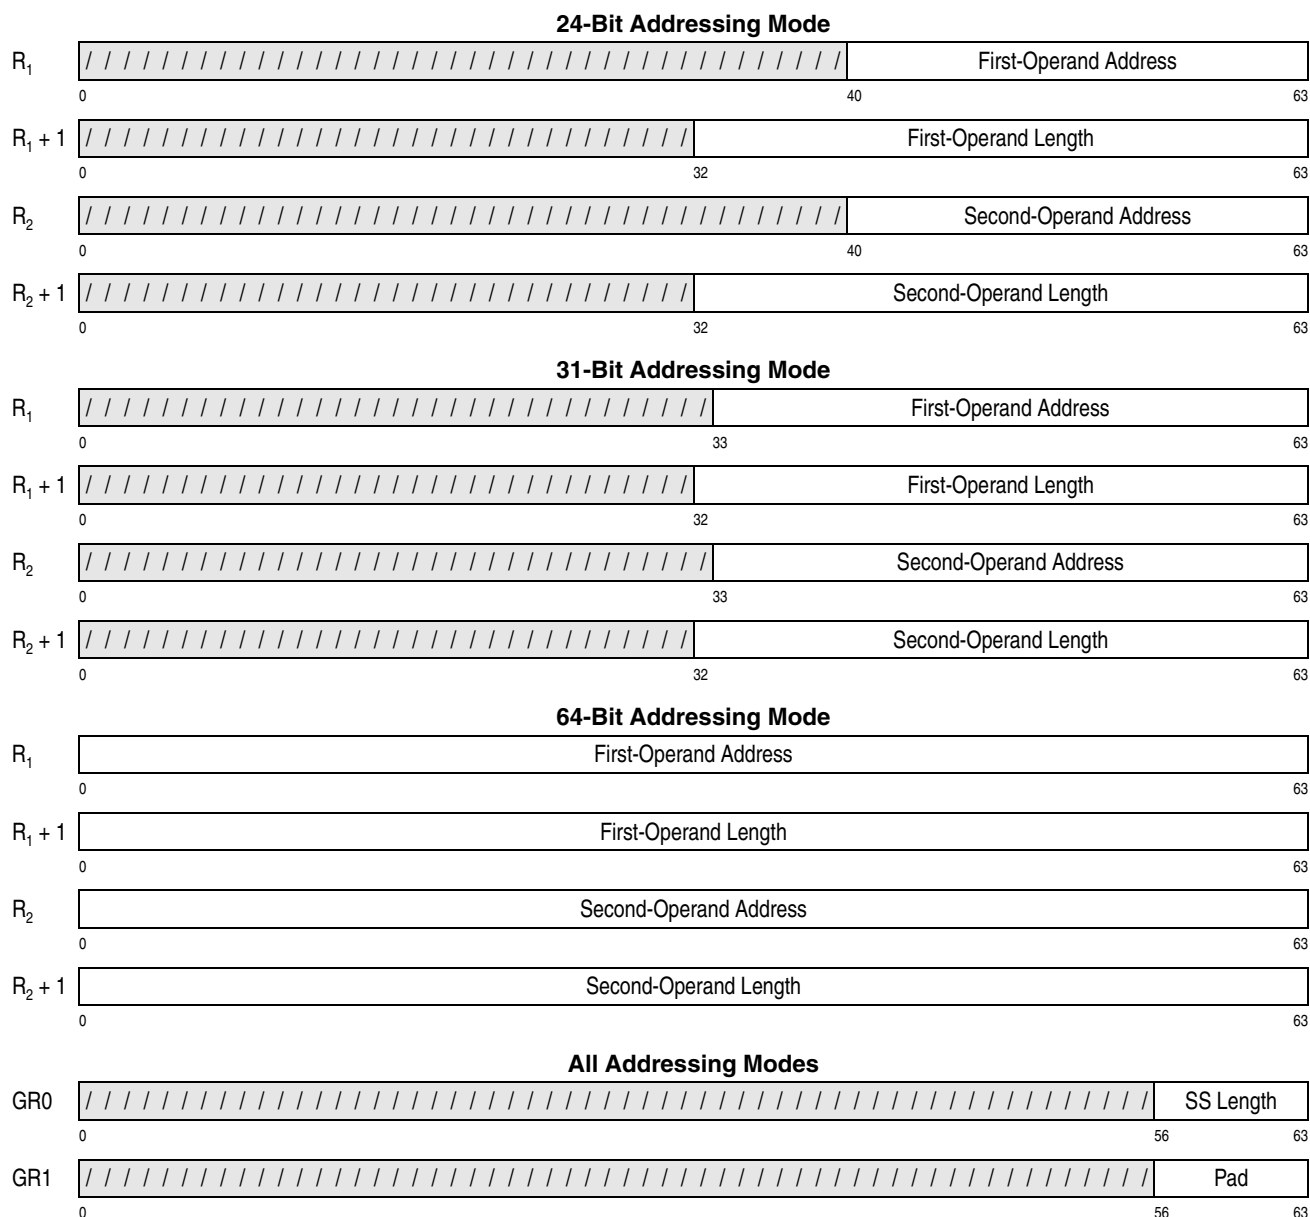 24-Bit Addressing Mode
R₁ / / / / / / / / / / / / / / / / / / / / / / / / / / / / / / / / / / / / / / / / First-Operand Address
0 40 63
R₁ + 1 / / / / / / / / / / / / / / / / / / / / / / / / / / / / / / / / First-Operand Length
0 32 63
R₂ / / / / / / / / / / / / / / / / / / / / / / / / / / / / / / / / / / / / / / / / Second-Operand Address
0 40 63
R₂ + 1 / / / / / / / / / / / / / / / / / / / / / / / / / / / / / / / / Second-Operand Length
0 32 63
31-Bit Addressing Mode
R₁ / / / / / / / / / / / / / / / / / / / / / / / / / / / / / / / / / First-Operand Address
0 33 63
R₁ + 1 / / / / / / / / / / / / / / / / / / / / / / / / / / / / / / / / First-Operand Length
0 32 63
R₂ / / / / / / / / / / / / / / / / / / / / / / / / / / / / / / / / / Second-Operand Address
0 33 63
R₂ + 1 / / / / / / / / / / / / / / / / / / / / / / / / / / / / / / / / Second-Operand Length
0 32 63
64-Bit Addressing Mode
R₁ First-Operand Address
0 63
R₁ + 1 First-Operand Length
0 63
R₂ Second-Operand Address
0 63
R₂ + 1 Second-Operand Length
0 63
All Addressing Modes
GR0 / / / / / / / / / / / / / / / / / / / / / / / / / / / / / / / / / / / / / / / / / / / / / / / / / / / / / / / / SS Length
0 56 63
GR1 / / / / / / / / / / / / / / / / / / / / / / / / / / / / / / / / / / / / / / / / / / / / / / / / / / / / / / / / Pad
0 56 63